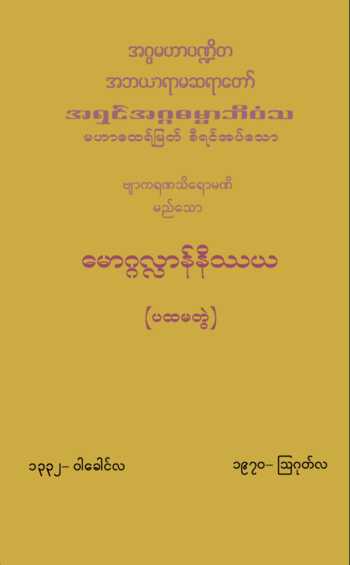 အဂ္ဂမဟာပဏ္ဍိတ
အဘယာရာမဆရာတော်
အရှင်အဂ္ဂဓမ္မာဘိဝံသ
မဟာထေရ်မြတ် စီရင်အပ်သော
ဗျာကရဏသိရောမဏိ
မည်သော
မောဂ္ဂလ္လာန်နိဿယ
(ပထမတွဲ)
၁၃၃၂– ဝါခေါင်လ
၁၉၇၀– ဩဂုတ်လ